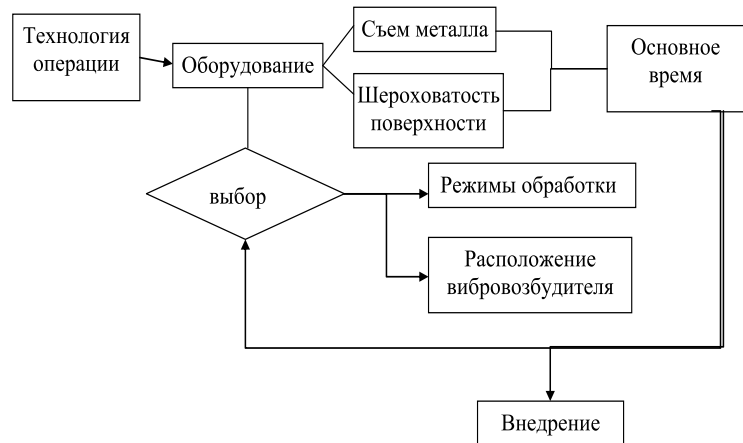 Технология
операции
Оборудование
Съем металла
Шероховатость
поверхности
Основное
время
выбор
Режимы обработки
Расположение
вибровозбудителя
Внедрение